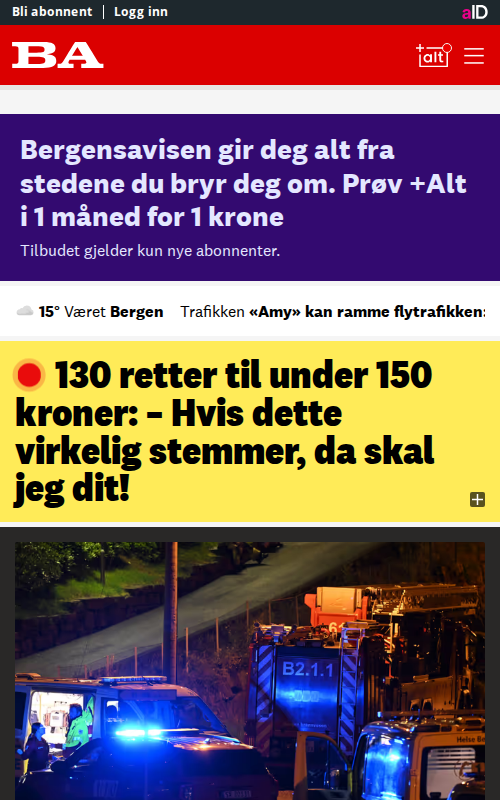 Bli abonnent | Logg inn
aID
BA
+alt
Bergensavisen gir deg alt fra
stedene du bryr deg om. Prøv +Alt
i 1 måned for 1 krone
Tilbudet gjelder kun nye abonnenter.
15° Været Bergen Trafikken «Amy» kan ramme flytrafikken:
130 retter til under 150
kroner: – Hvis dette
virkelig stemmer, da skal
jeg dit!
61
B2.1.1
Helse